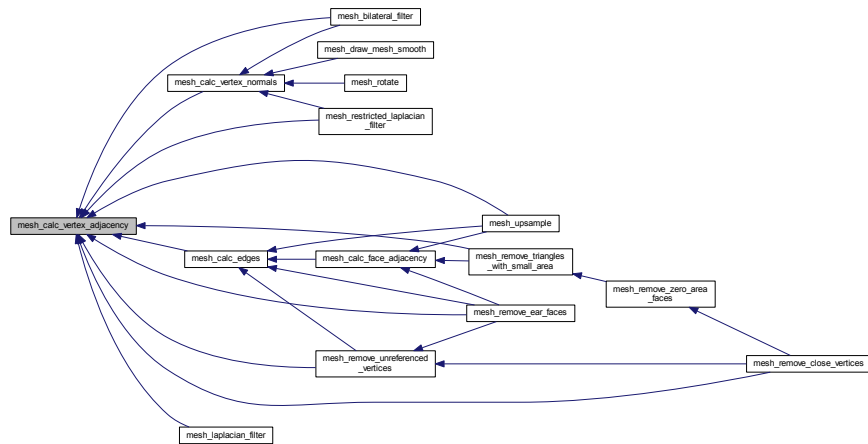 mesh_bilateral_filter
mesh_draw_mesh_smooth
mesh_calc_vertex_normals
mesh_rotate
mesh_restricted_laplacian
_filter
mesh_calc_vertex_adjacency
mesh_upsample
mesh_calc_edges
mesh_calc_face_adjacency
mesh_remove_triangles
_with_small_area
mesh_remove_zero_area
_faces
mesh_remove_ear_faces
mesh_remove_unreferenced
_vertices
mesh_remove_close_vertices
mesh_laplacian_filter